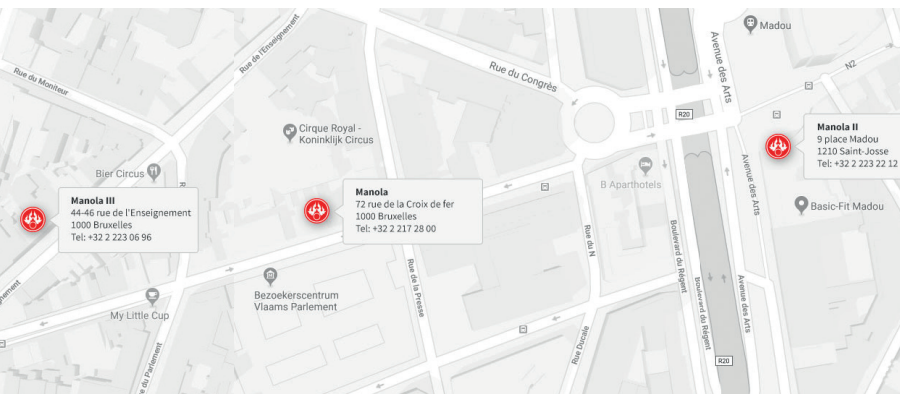 Rue du Moniteur
Rue de l'Enseignement
Rue du Congrès
Avenue des Arts
Madou
N2
Cirque Royal -
Koninklijk Circus
R20
Manola II
9 place Madou
1210 Saint-Josse
Tel: +32 2 223 22 12
Bier Circus
R
B Aparthotels
Avenue des Arts
Basic-Fit Madou
Manola III
44-46 rue de l'Enseignement
1000 Bruxelles
Tel: +32 2 223 06 96
Manola
72 rue de la Croix de fer
1000 Bruxelles
Tel: +32 2 217 28 00
Rue du N
Boulevard du Régent
Rue de la Presse
Bezoekerscentrum
Vlaams Parlement
My Little Cup
Boulevard du Régent
Avenue des Arts
Rue Ducale
R20
e du Parlement
gnement